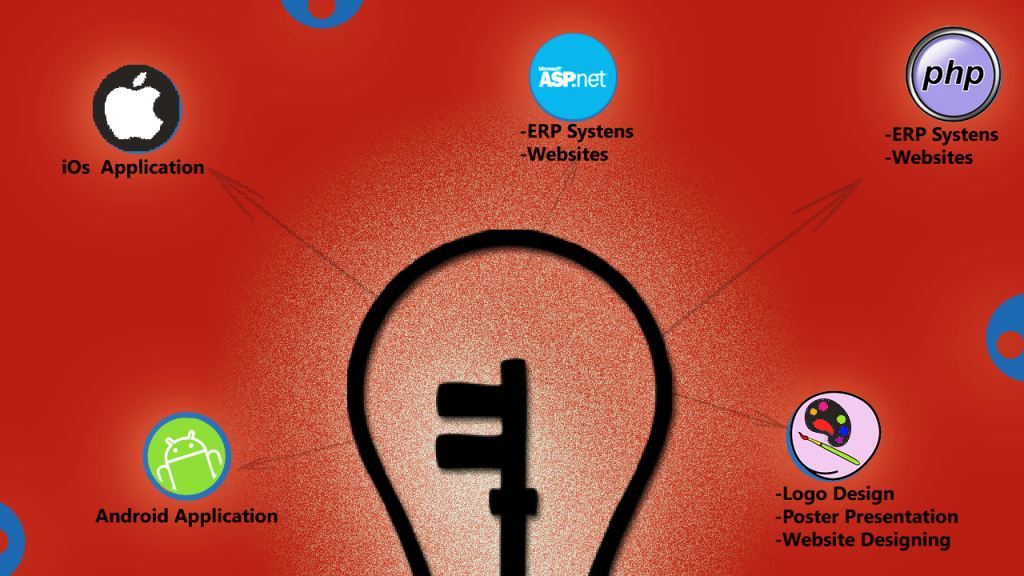 Microsoft
ASP.net
-ERP Systens
-Websites
php
-ERP Systens
-Websites
iOs  Application
Android Application
-Logo Design
-Poster Presentation
-Website Designing